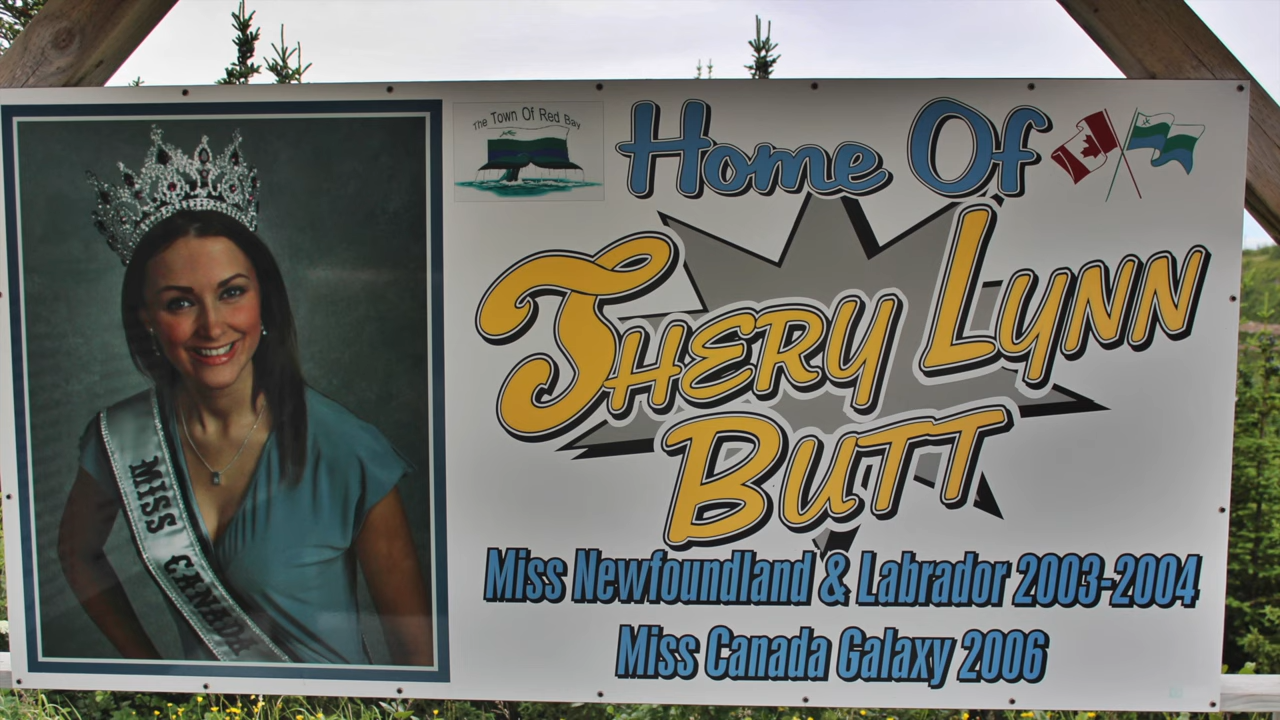 The Town Of Red Bay
Home Of
Thery Lynn
Butt
Miss Newfoundland & Labrador 2003-2004
Miss Canada Galaxy 2006
MISS CANADA